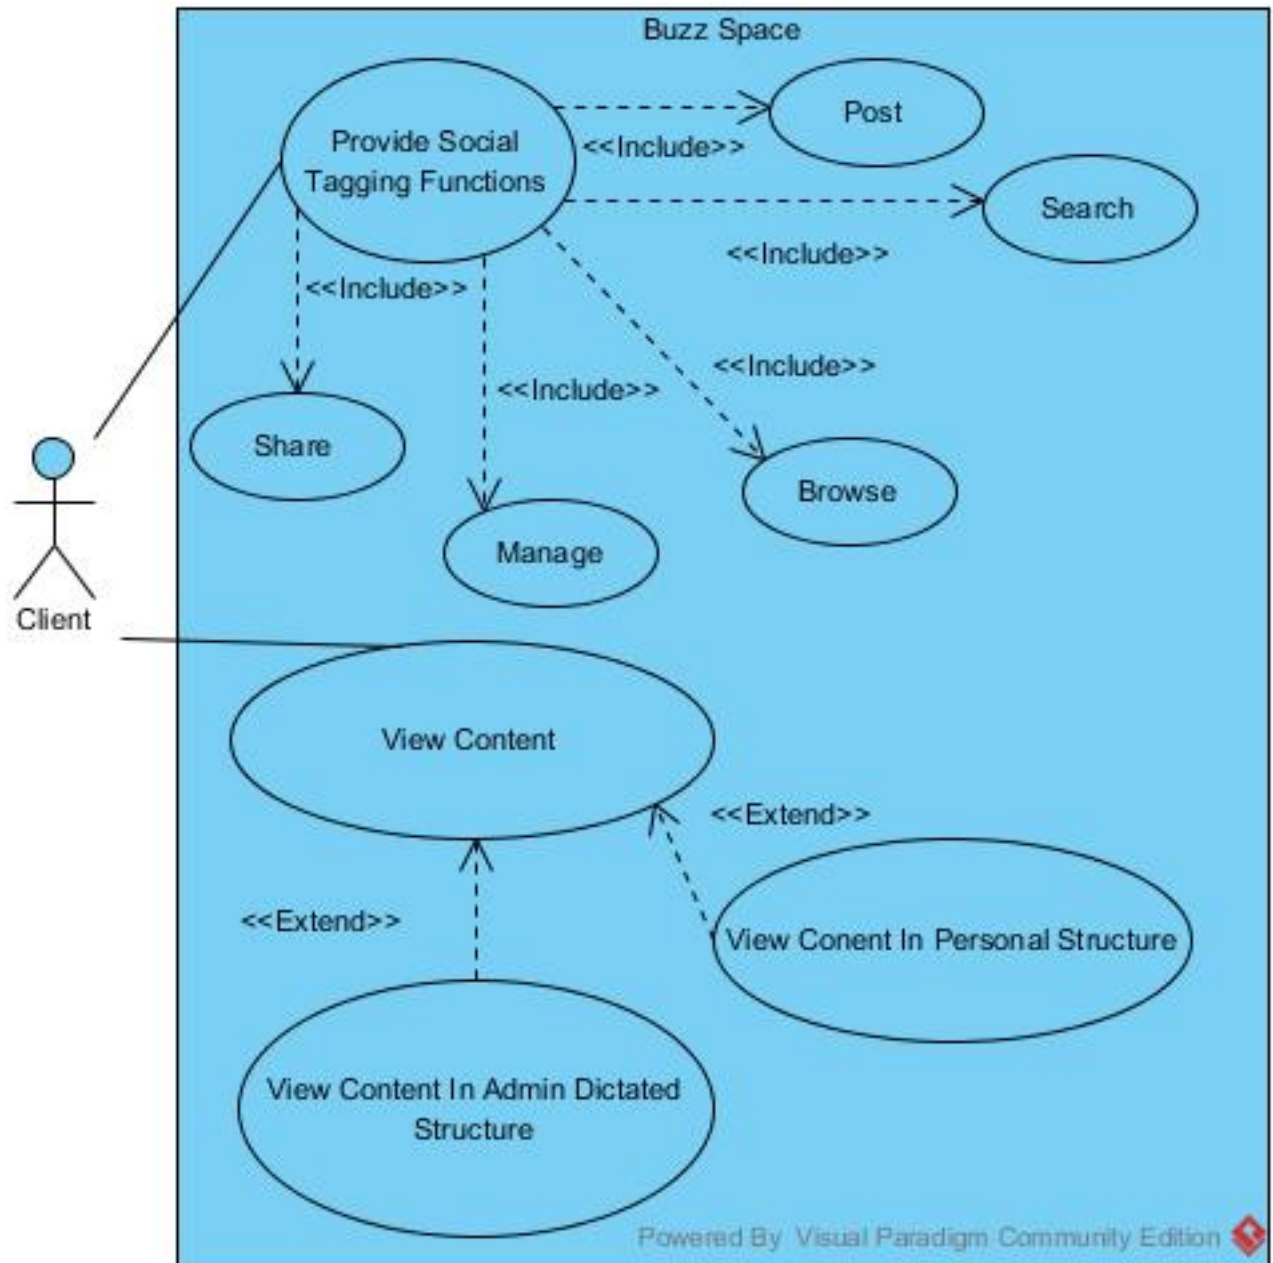 Buzz Space
Provide Social
Tagging Functions
Post
<<Include>>
Search
<<Include>>
<<Include>>
<<Include>>
<<Include>>
Share
Browse
Manage
Client
View Content
<<Extend>>
<<Extend>>
View Conent In Personal Structure
View Content In Admin Dictated
Structure
Powered By Visual Paradigm Community Edition